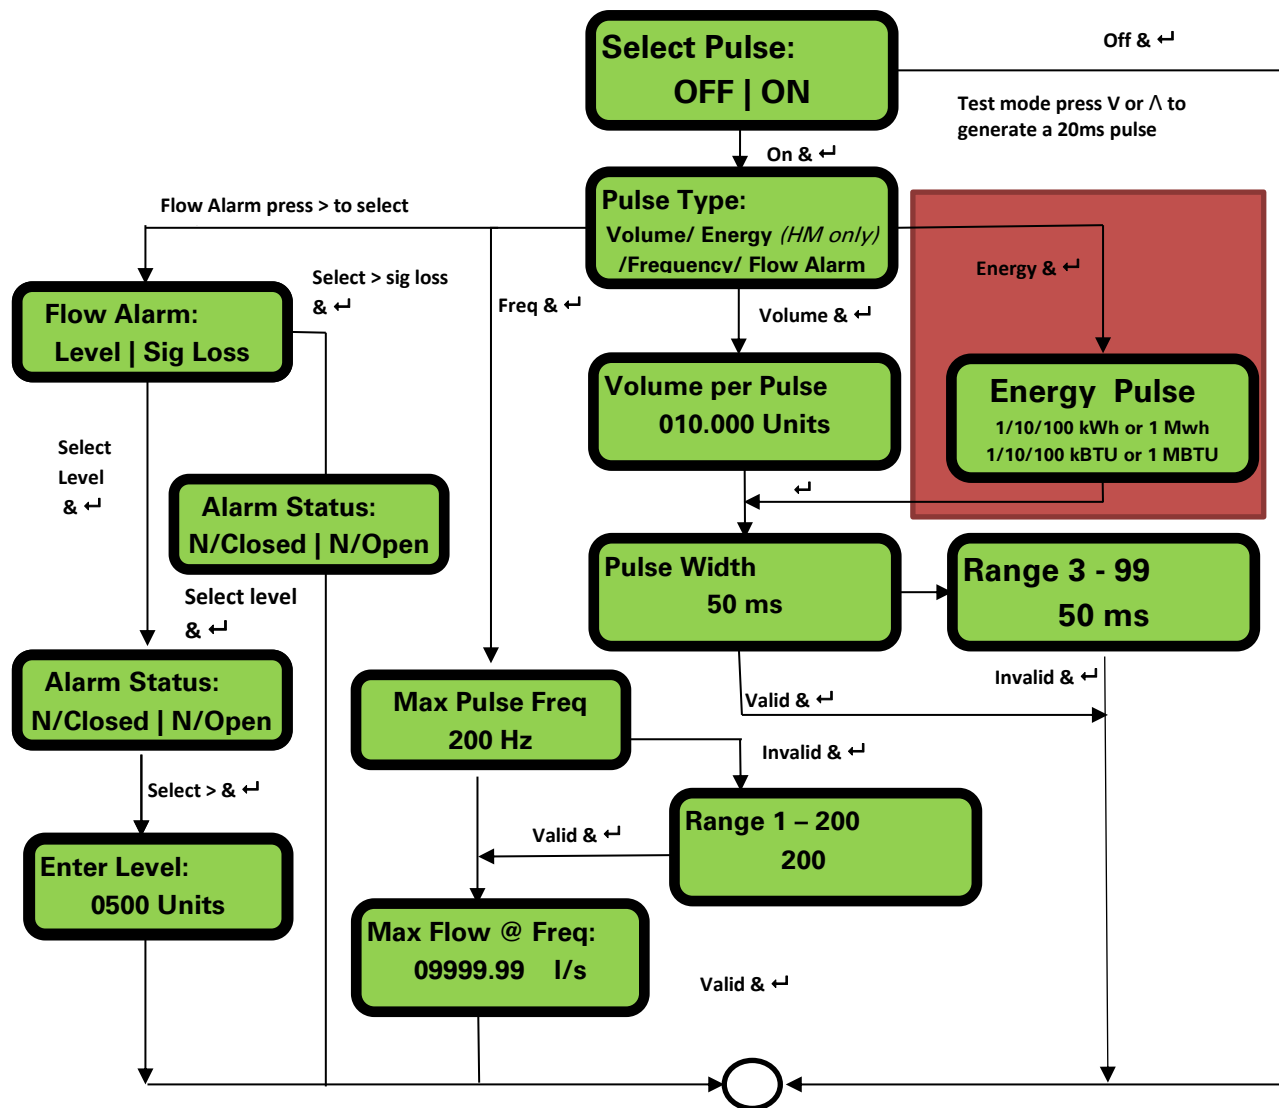 Select Pulse:
OFF | ON
Off & ↵
Test mode press V or Λ to
generate a 20ms pulse
On & ↵
Pulse Type:
Volume/ Energy (HM only)
/Frequency/ Flow Alarm
Flow Alarm press > to select
Select > sig loss
& ↵
Freq & ↵
Volume & ↵
Energy & ↵
Flow Alarm:
Level | Sig Loss
Volume per Pulse
010.000 Units
Energy Pulse
1/10/100 kWh or 1 Mwh
1/10/100 kBTU or 1 MBTU
Select
Level
& ↵
↵
Alarm Status:
N/Closed | N/Open
Pulse Width
50 ms
Range 3 - 99
50 ms
Select level
& ↵
Alarm Status:
N/Closed | N/Open
Max Pulse Freq
200 Hz
Valid & ↵
Invalid & ↵
Invalid & ↵
Select > & ↵
Valid & ↵
Range 1 – 200
200
Enter Level:
0500 Units
Max Flow @ Freq:
09999.99 l/s
Valid & ↵